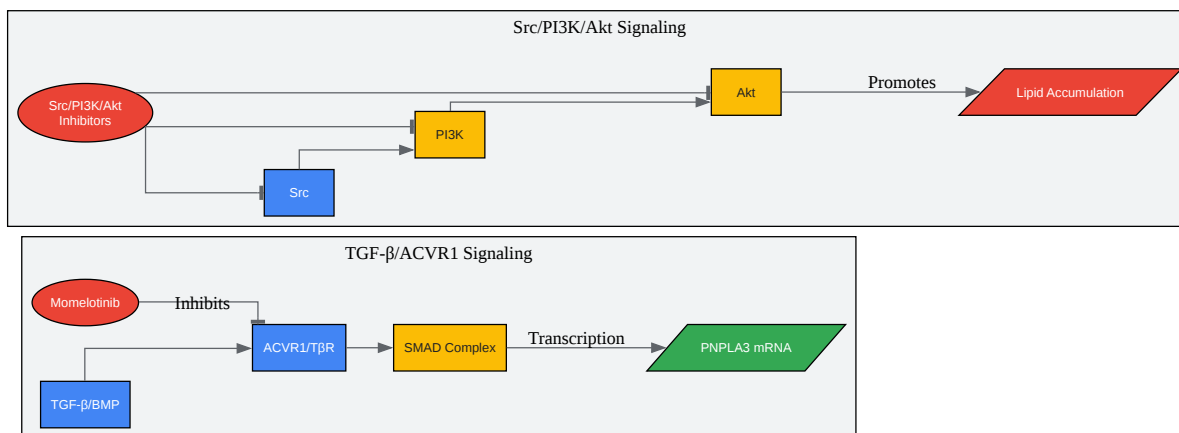 Src/PI3K/Akt Signaling
Src/PI3K/Akt
Inhibitors
Akt
Promotes
Lipid Accumulation
PI3K
Src
TGF-β/ACVR1 Signaling
Momelotinib
Inhibits
ACVR1/TβR
SMAD Complex
Transcription
PNPLA3 mRNA
TGF-β/BMP